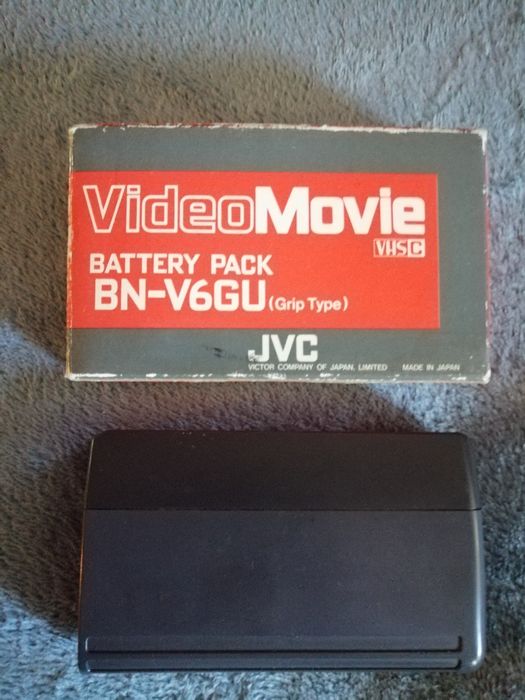 VideoMovie
VHS C
BATTERY PACK
BN-V6GU (Grip Type)
JVC
VICTOR COMPANY OF JAPAN, LIMITED MADE IN JAPAN